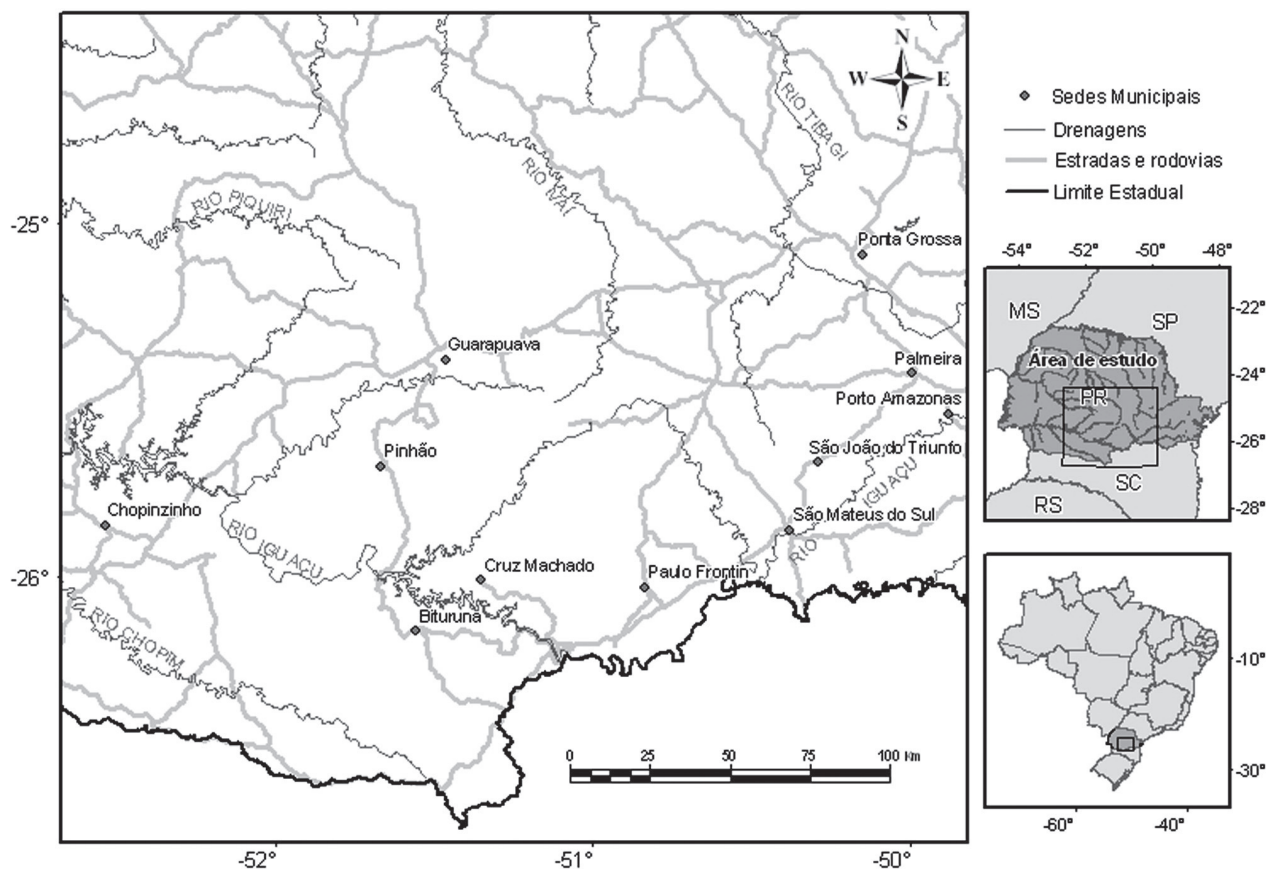 N
W E
S
RIO TIBAGI
RIO IVAÍ
RIO PIQUIRI
-25°
Ponta Grossa
Guarapuava
Palmeira
Porto Amazonas
Pinhão
São João do Triunfo
Chopinzinho
RIO IGUAÇU
São Mateus do Sul
RIO IGUAÇU
-26°
Cruz Machado
Paulo Frontin
Bituruna
RIO CHOPIM
0 25 50 75 100 Km
-52° -51° -50°
Sedes Municipais
Drenagens
Estradas e rodovias
Limite Estadual
-54° -52° -50° -48°
-22°
MS
SP
Área de estudo
-24°
PR
-26°
SC
RS
-28°
-10°
-30°
-60° -40°